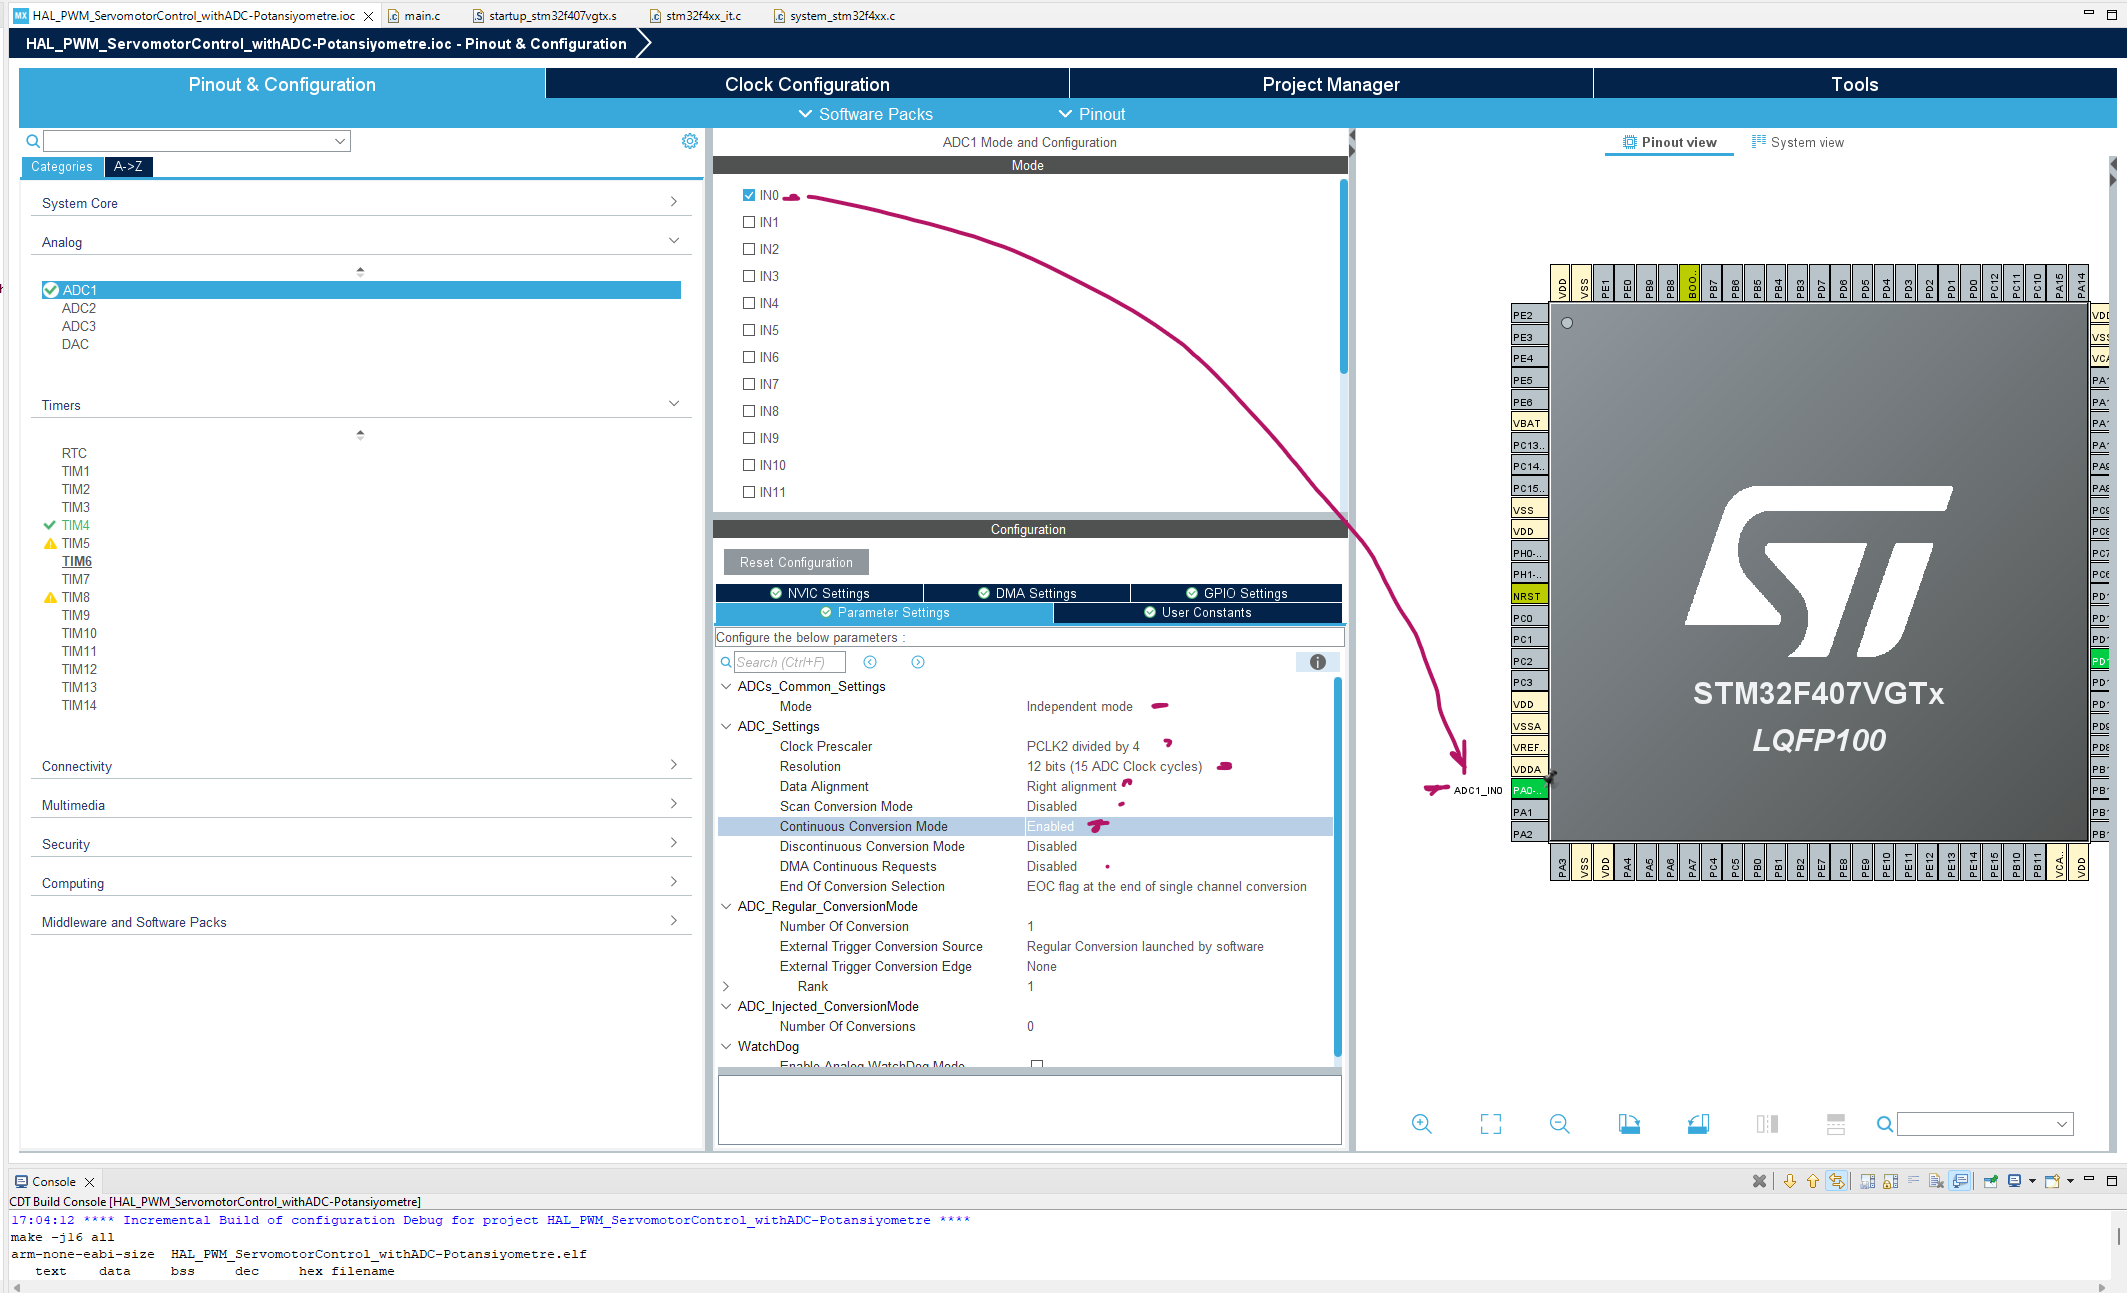 HAL_PWM_ServomotorControl_withADC-Potansiyometre.ioc
main.c
startup_stm32f407vgtx.s
stm32f4xx_it.c
system_stm32f4xx.c
HAL_PWM_ServomotorControl_withADC-Potansiyometre.ioc - Pinout & Configuration
Pinout & Configuration
Clock Configuration
Project Manager
Tools
Software Packs
Pinout
Categories
A->Z
System Core
Analog
ADC1
ADC2
ADC3
DAC
Timers
RTC
TIM1
TIM2
TIM3
TIM4
TIM5
TIM6
TIM7
TIM8
TIM9
TIM10
TIM11
TIM12
TIM13
TIM14
Connectivity
Multimedia
Security
Computing
Middleware and Software Packs
ADC1 Mode and Configuration
Mode
IN0
IN1
IN2
IN3
IN4
IN5
IN6
IN7
IN8
IN9
IN10
IN11
Configuration
Reset Configuration
NVIC Settings
DMA Settings
GPIO Settings
Parameter Settings
User Constants
Configure the below parameters :
Search (Ctrl+F)
ADCs_Common_Settings
Mode Independent mode
ADC_Settings
Clock Prescaler PCLK2 divided by 4
Resolution 12 bits (15 ADC Clock cycles)
Data Alignment Right alignment
Scan Conversion Mode Disabled
Continuous Conversion Mode Enabled
Discontinuous Conversion Mode Disabled
DMA Continuous Requests Disabled
End Of Conversion Selection EOC flag at the end of single channel conversion
ADC_Regular_ConversionMode
Number Of Conversion 1
External Trigger Conversion Source Regular Conversion launched by software
External Trigger Conversion Edge None
Rank 1
ADC_Injected_ConversionMode
Number Of Conversions 0
WatchDog
Enable Analog WatchDog Mode
Pinout view
System view
VDD VSS PE1 PE0 PB9 PB8 BOO.. PB7 PB6 PB5 PB4 PB3 PD7 PD6 PD5 PD4 PD3 PD2 PD1 PD0 PC12 PC11 PC10 PA15 PA14
PE2
PE3
PE4
PE5
PE6
VBAT
PC13..
PC14..
PC15..
VSS
VDD
PH0-..
PH1-..
NRST
PC0
PC1
PC2
PC3
VDD
VSSA
VREF..
VDDA
ADC1_IN0 PA0-..
PA1
PA2
STM32F407VGTx
LQFP100
PA3 VSS VDD PA4 PA5 PA6 PA7 PC4 PC5 PB0 PB1 PB2 PE7 PE8 PE9 PE10 PE11 PE12 PE13 PE14 PE15 PB10 PB11 VCA.. VDD
Console
CDT Build Console [HAL_PWM_ServomotorControl_withADC-Potansiyometre]
17:04:12 **** Incremental Build of configuration Debug for project HAL_PWM_ServomotorControl_withADC-Potansiyometre ****
make -j16 all
arm-none-eabi-size HAL_PWM_ServomotorControl_withADC-Potansiyometre.elf
text data bss dec hex filename